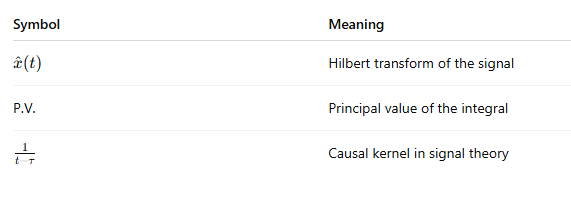 Symbol Meaning
x̂(t) Hilbert transform of the signal
P.V. Principal value of the integral
1/(t−τ) Causal kernel in signal theory